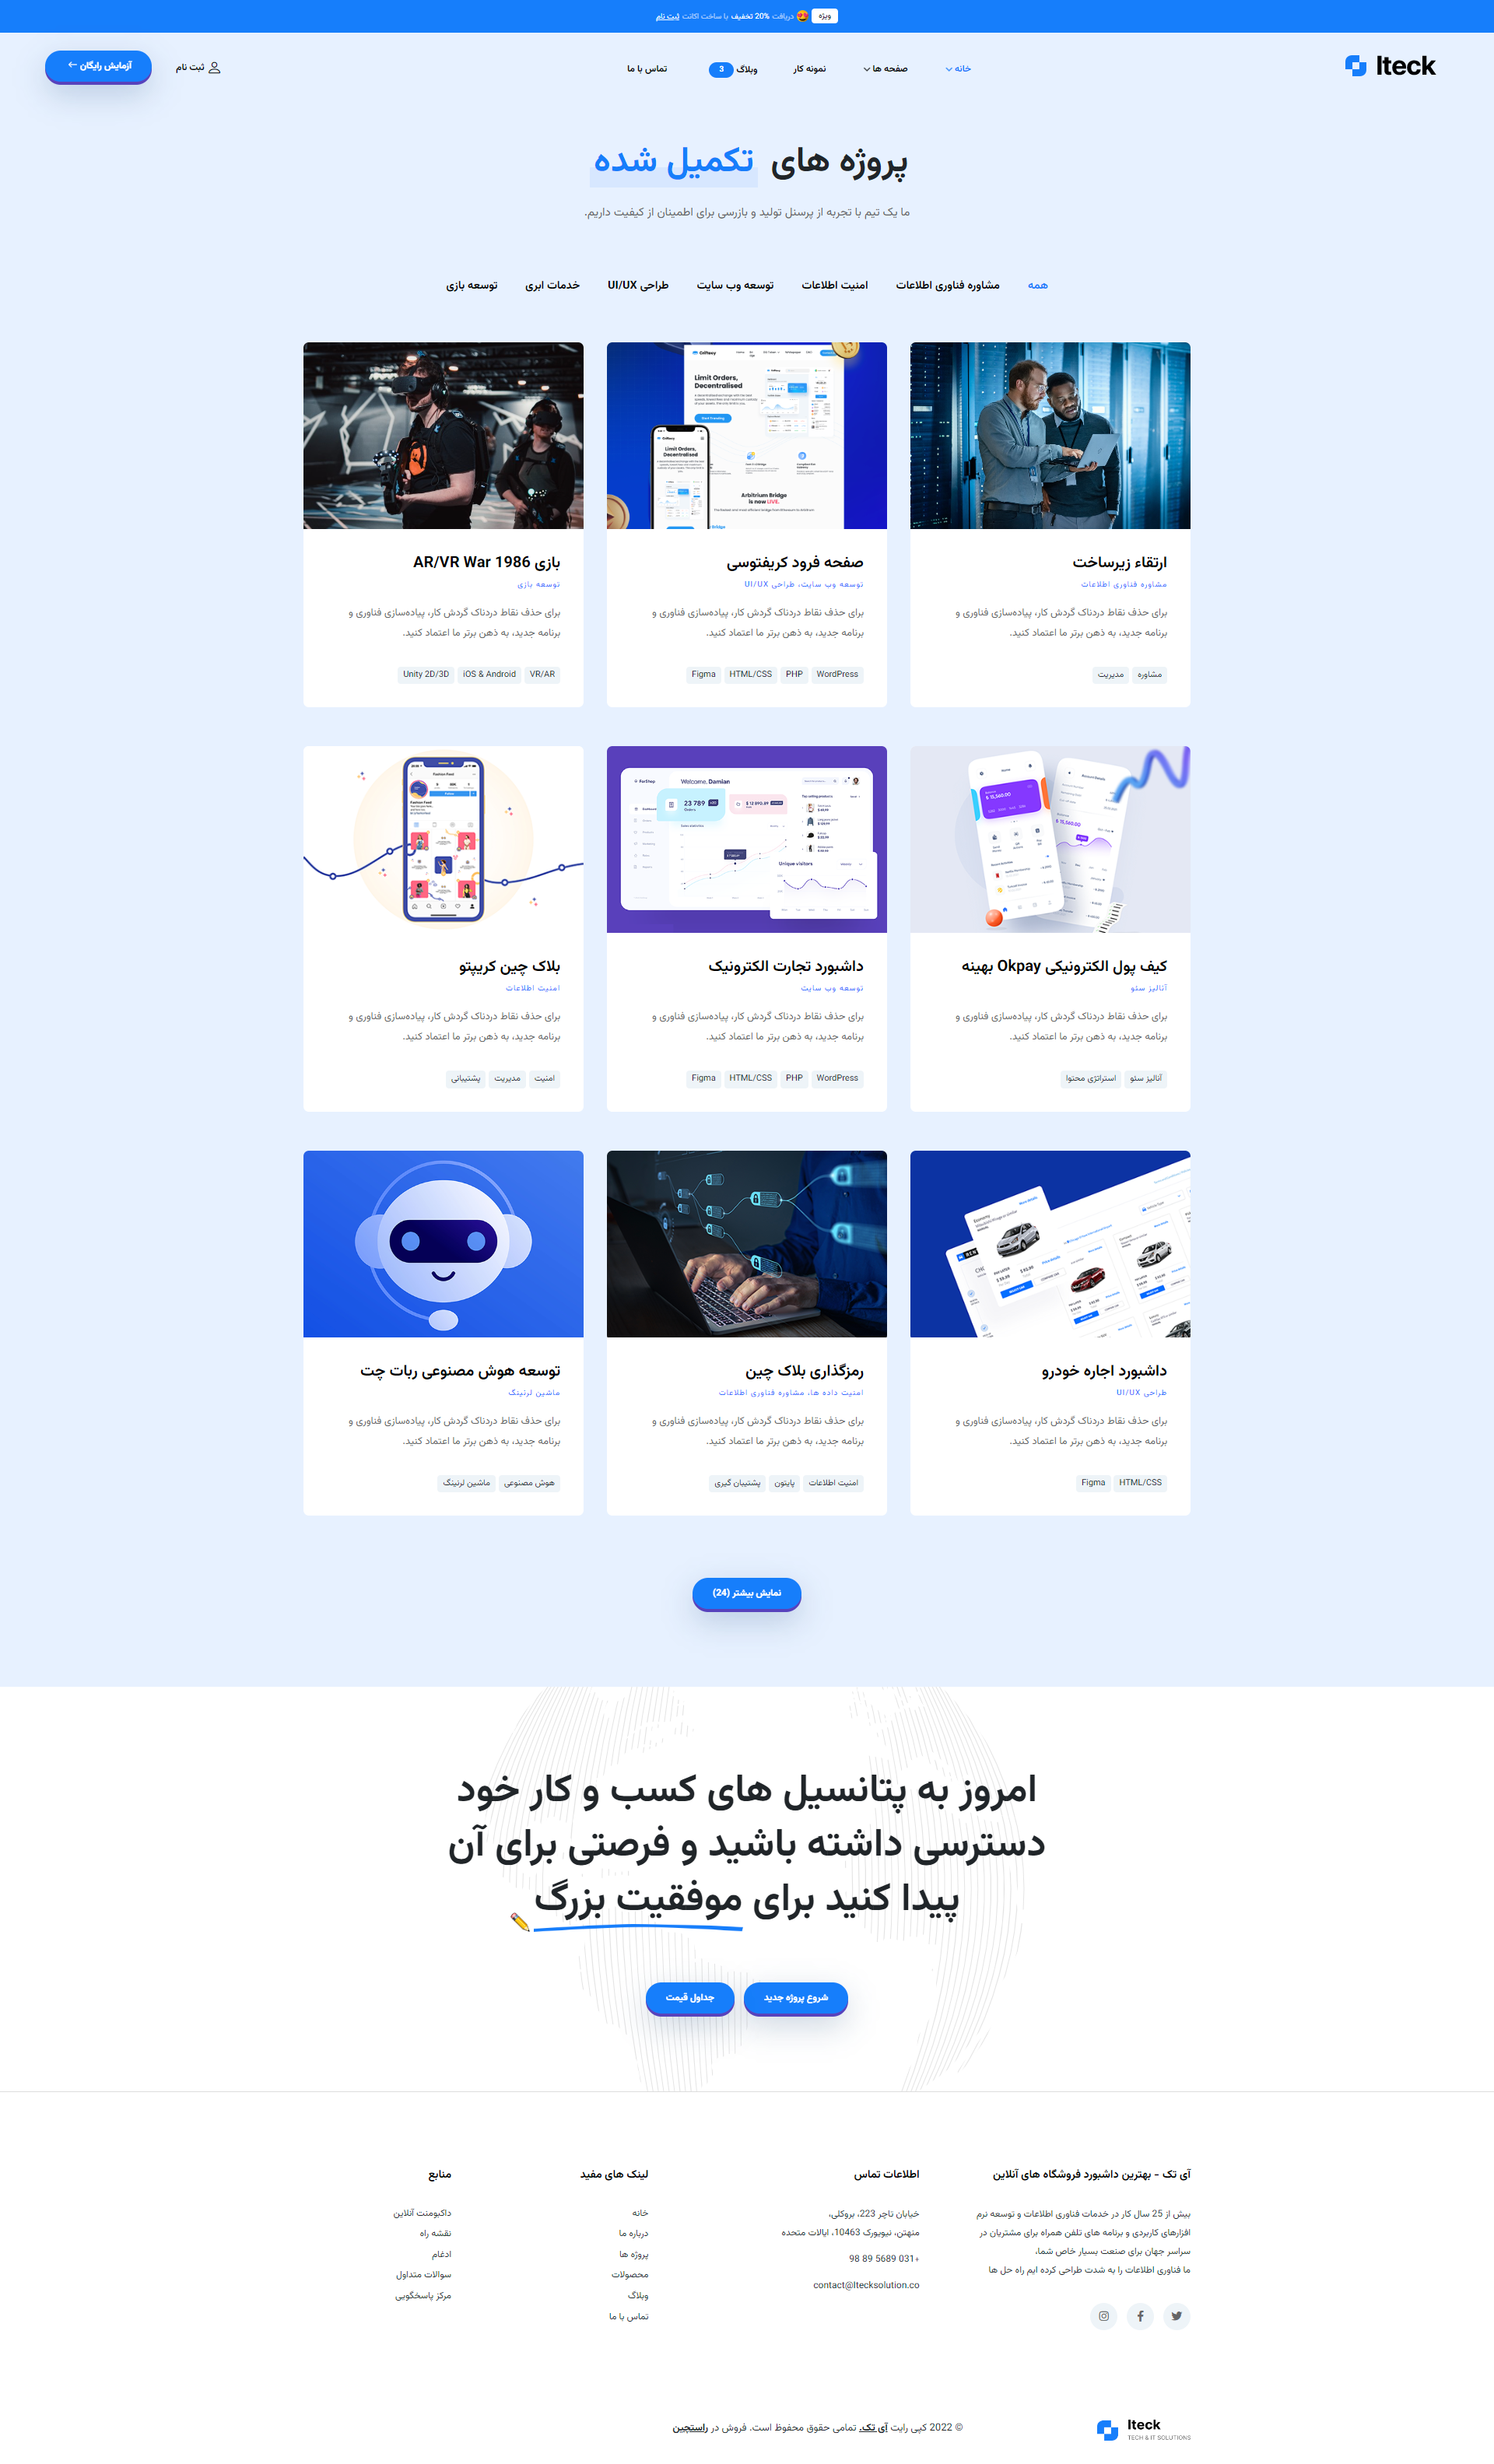 ویژه 😍 دریافت 20% تخفیف با ساخت اکانت ثبت نام
Iteck
خانه
صفحه ها
نمونه کار
وبلاگ 3
تماس با ما
ثبت نام
آزمایش رایگان
پروژه های تکمیل شده
ما یک تیم با تجربه از پرسنل تولید و بازرسی برای اطمینان از کیفیت داریم.
همه
مشاوره فناوری اطلاعات
امنیت اطلاعات
توسعه وب سایت
طراحی UI/UX
خدمات ابری
توسعه بازی
ارتقاء زیرساخت
مشاوره فناوری اطلاعات
برای حذف نقاط دردناک گردش کار، پیاده‌سازی فناوری و
برنامه جدید، به ذهن برتر ما اعتماد کنید.
مشاوره مدیریت
Limit Orders,
Decentralised
Limit Orders,
Decentralised
Arbitrium Bridge
is now LIVE.
صفحه فرود کریفتوسی
توسعه وب سایت، طراحی UI/UX
برای حذف نقاط دردناک گردش کار، پیاده‌سازی فناوری و
برنامه جدید، به ذهن برتر ما اعتماد کنید.
WordPress PHP HTML/CSS Figma
بازی AR/VR War 1986
توسعه بازی
برای حذف نقاط دردناک گردش کار، پیاده‌سازی فناوری و
برنامه جدید، به ذهن برتر ما اعتماد کنید.
VR/AR iOS & Android Unity 2D/3D
کیف پول الکترونیکی Okpay بهینه
آنالیز سئو
برای حذف نقاط دردناک گردش کار، پیاده‌سازی فناوری و
برنامه جدید، به ذهن برتر ما اعتماد کنید.
آنالیز سئو استراتژی محتوا
Welcome, Damian
23 789
Unique visitors
داشبورد تجارت الکترونیک
توسعه وب سایت
برای حذف نقاط دردناک گردش کار، پیاده‌سازی فناوری و
برنامه جدید، به ذهن برتر ما اعتماد کنید.
WordPress PHP HTML/CSS Figma
Fashion Food
بلاک چین کریپتو
امنیت اطلاعات
برای حذف نقاط دردناک گردش کار، پیاده‌سازی فناوری و
برنامه جدید، به ذهن برتر ما اعتماد کنید.
امنیت مدیریت پشتیبانی
داشبورد اجاره خودرو
طراحی UI/UX
برای حذف نقاط دردناک گردش کار، پیاده‌سازی فناوری و
برنامه جدید، به ذهن برتر ما اعتماد کنید.
HTML/CSS Figma
رمزگذاری بلاک چین
امنیت داده ها، مشاوره فناوری اطلاعات
برای حذف نقاط دردناک گردش کار، پیاده‌سازی فناوری و
برنامه جدید، به ذهن برتر ما اعتماد کنید.
امنیت اطلاعات پایتون پشتیبان گیری
توسعه هوش مصنوعی ربات چت
ماشین لرنینگ
برای حذف نقاط دردناک گردش کار، پیاده‌سازی فناوری و
برنامه جدید، به ذهن برتر ما اعتماد کنید.
هوش مصنوعی ماشین لرنینگ
نمایش بیشتر (24)
امروز به پتانسیل های کسب و کار خود
دسترسی داشته باشید و فرصتی برای آن
پیدا کنید برای موفقیت بزرگ
شروع پروژه جدید
جداول قیمت
آی تک - بهترین داشبورد فروشگاه های آنلاین
بیش از 25 سال کار در خدمات فناوری اطلاعات و توسعه نرم
افزارهای کاربردی و برنامه های تلفن همراه برای مشتریان در
سراسر جهان برای صنعت بسیار خاص شما،
ما فناوری اطلاعات را به شدت طراحی کرده ایم راه حل ها
اطلاعات تماس
خیابان تاچر 223، بروکلی،
منهتن، نیویورک 10463، ایالات متحده
+031 5689 89 98
contact@Itecksolution.co
لینک های مفید
خانه
درباره ما
پروژه ها
محصولات
وبلاگ
تماس با ما
منابع
داکیومنت آنلاین
نقشه راه
ادغام
سوالات متداول
مرکز پاسخگویی
Iteck
TECH & IT SOLUTIONS
© 2022 کپی رایت آی تک. تمامی حقوق محفوظ است. فروش در راستچین